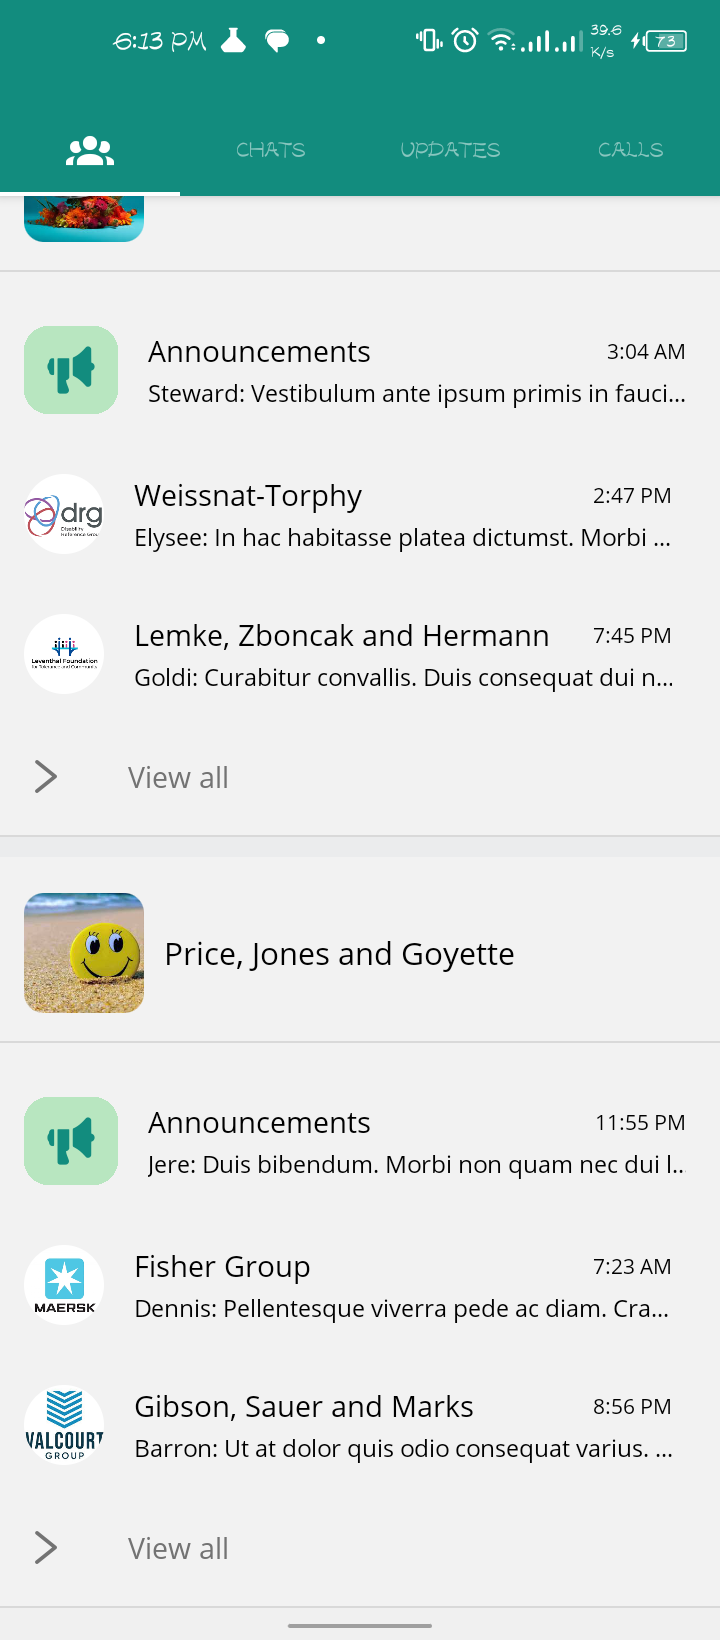 6:13 PM
39.6
K/s
73
CHATS
UPDATES
CALLS
Announcements
3:04 AM
Steward: Vestibulum ante ipsum primis in fauci...
drg
Weissnat-Torphy
2:47 PM
Elysee: In hac habitasse platea dictumst. Morbi ...
Leventhal Foundation
Lemke, Zboncak and Hermann
7:45 PM
Goldi: Curabitur convallis. Duis consequat dui n...
View all
Price, Jones and Goyette
Announcements
11:55 PM
Jere: Duis bibendum. Morbi non quam nec dui l..
MAERSK
Fisher Group
7:23 AM
Dennis: Pellentesque viverra pede ac diam. Cra...
VALCOURT
GROUP
Gibson, Sauer and Marks
8:56 PM
Barron: Ut at dolor quis odio consequat varius. ...
View all